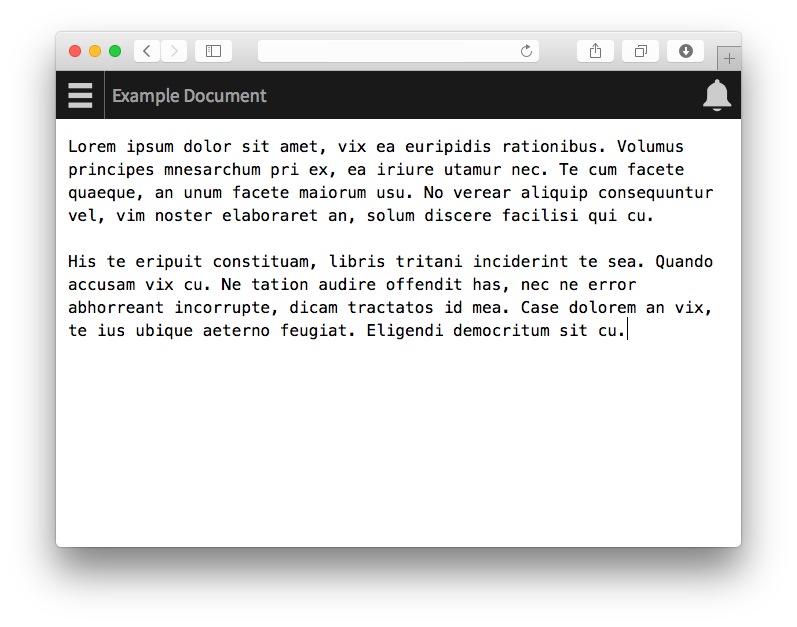 Example Document
Lorem ipsum dolor sit amet, vix ea euripidis rationibus. Volumus
principes mnesarchum pri ex, ea iriure utamur nec. Te cum facete
quaeque, an unum facete maiorum usu. No verear aliquip consequuntur
vel, vim noster elaboraret an, solum discere facilisi qui cu.
His te eripuit constituam, libris tritani inciderint te sea. Quando
accusam vix cu. Ne tation audire offendit has, nec ne error
abhorreant incorrupte, dicam tractatos id mea. Case dolorem an vix,
te ius ubique aeterno feugiat. Eligendi democritum sit cu.